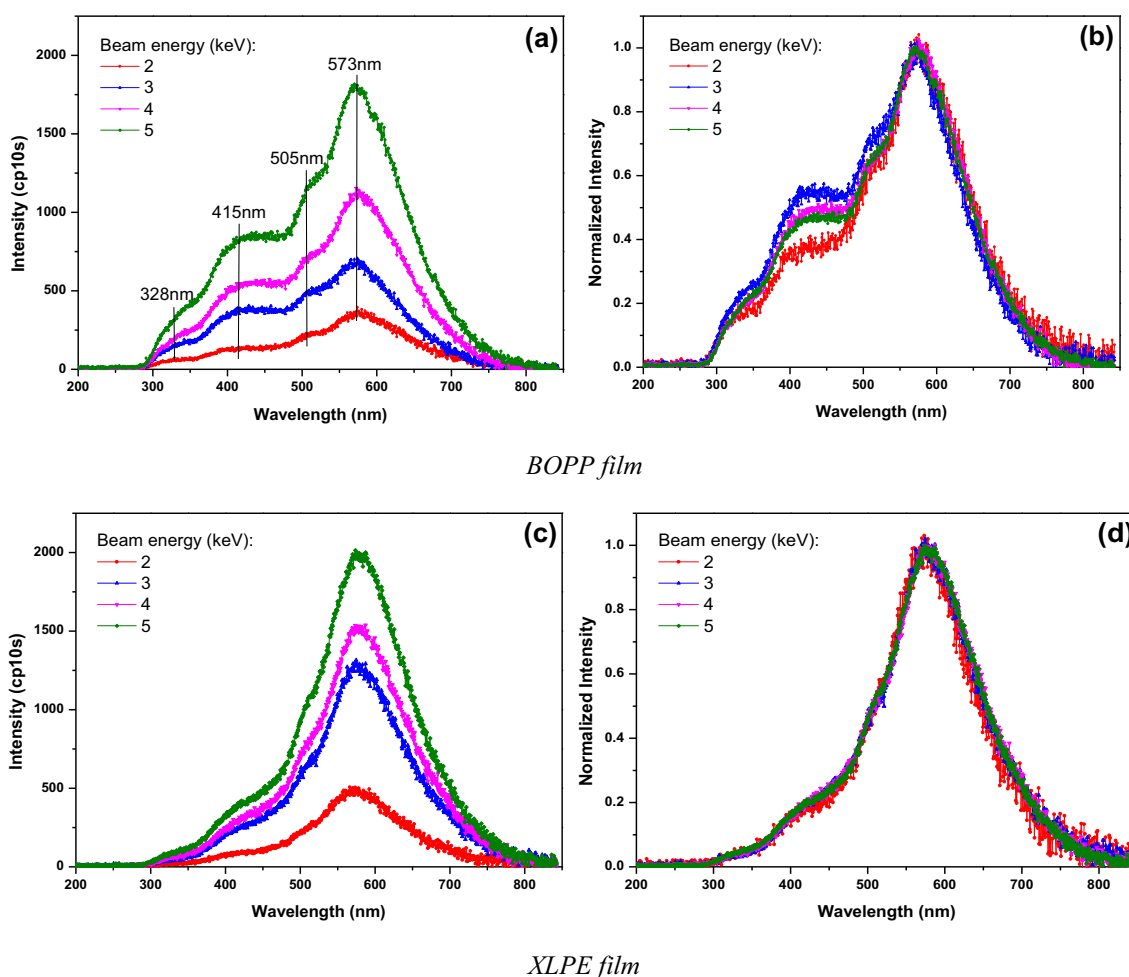 (a)
Beam energy (keV):
2
3
4
5
573nm
505nm
415nm
328nm
Intensity (cp10s)
2000
1500
1000
500
0
200 300 400 500 600 700 800
Wavelength (nm)
(b)
Beam energy (keV):
2
3
4
5
Normalized Intensity
1.0
0.8
0.6
0.4
0.2
0.0
200 300 400 500 600 700 800
Wavelength (nm)
BOPP film
(c)
Beam energy (keV):
2
3
4
5
Intensity (cp10s)
2000
1500
1000
500
0
200 300 400 500 600 700 800
Wavelength (nm)
(d)
Beam energy (keV):
2
3
4
5
Normalized Intensity
1.0
0.8
0.6
0.4
0.2
0.0
200 300 400 500 600 700 800
Wavelength (nm)
XLPE film